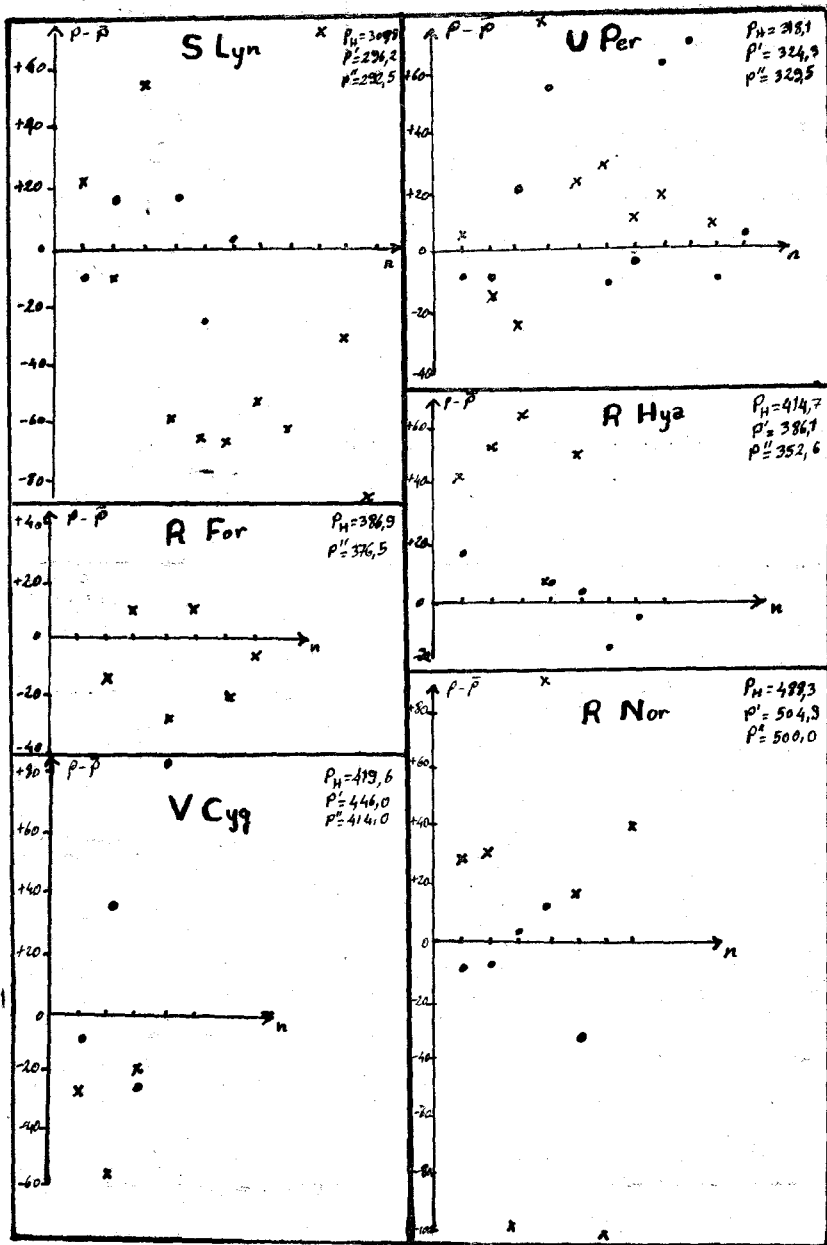 P - P̄
S Lyn
P_H=309,8
P'=296,2
P"=292,5
+60
+40
+20
0
-20
-40
-60
-80
n
P - P̄
U Per
P_H=318,1
P'=324,3
P"=329,5
+60
+40
+20
0
-20
-40
n
P - P̄
R Hya
P_H=414,7
P'=386,1
P"=352,6
+60
+40
+20
0
-20
n
P - P̄
R For
P_H=386,9
P"=376,5
+40
+20
0
-20
-40
n
P - P̄
V Cyg
P_H=419,6
P'=446,0
P"=414,0
+80
+60
+40
+20
0
-20
-40
-60
n
P - P̄
R Nor
P_H=488,3
P'=504,9
P"=500,0
+80
+60
+40
+20
0
-20
-40
-60
-80
-100
n